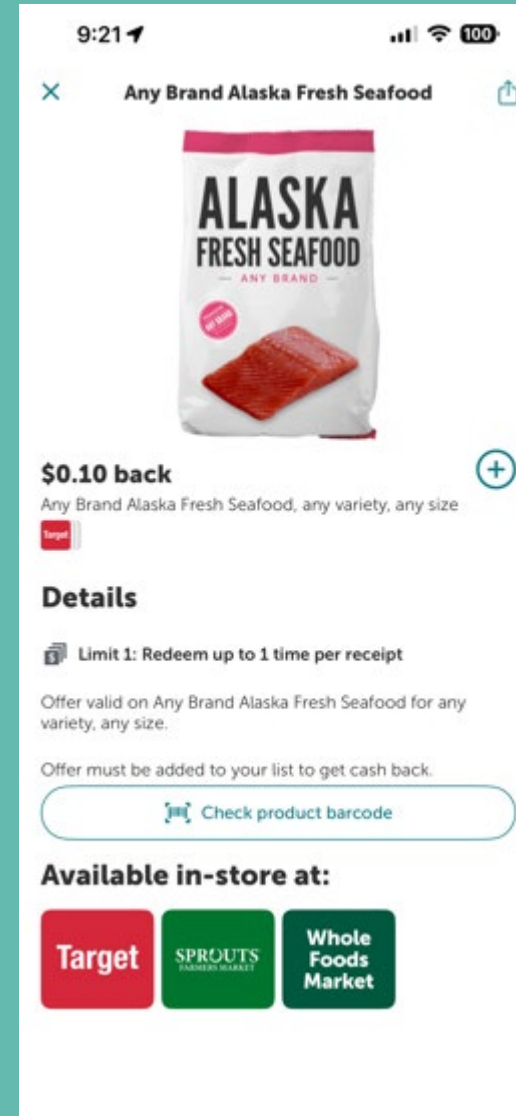 9:21
100
Any Brand Alaska Fresh Seafood
ALASKA
FRESH SEAFOOD
ANY BRAND
ANY BRAND
$0.10 back
Any Brand Alaska Fresh Seafood, any variety, any size
Target
Details
Limit 1: Redeem up to 1 time per receipt
Offer valid on Any Brand Alaska Fresh Seafood for any
variety, any size.
Offer must be added to your list to get cash back.
Check product barcode
Available in-store at:
Target
SPROUTS
FARMERS MARKET
Whole
Foods
Market